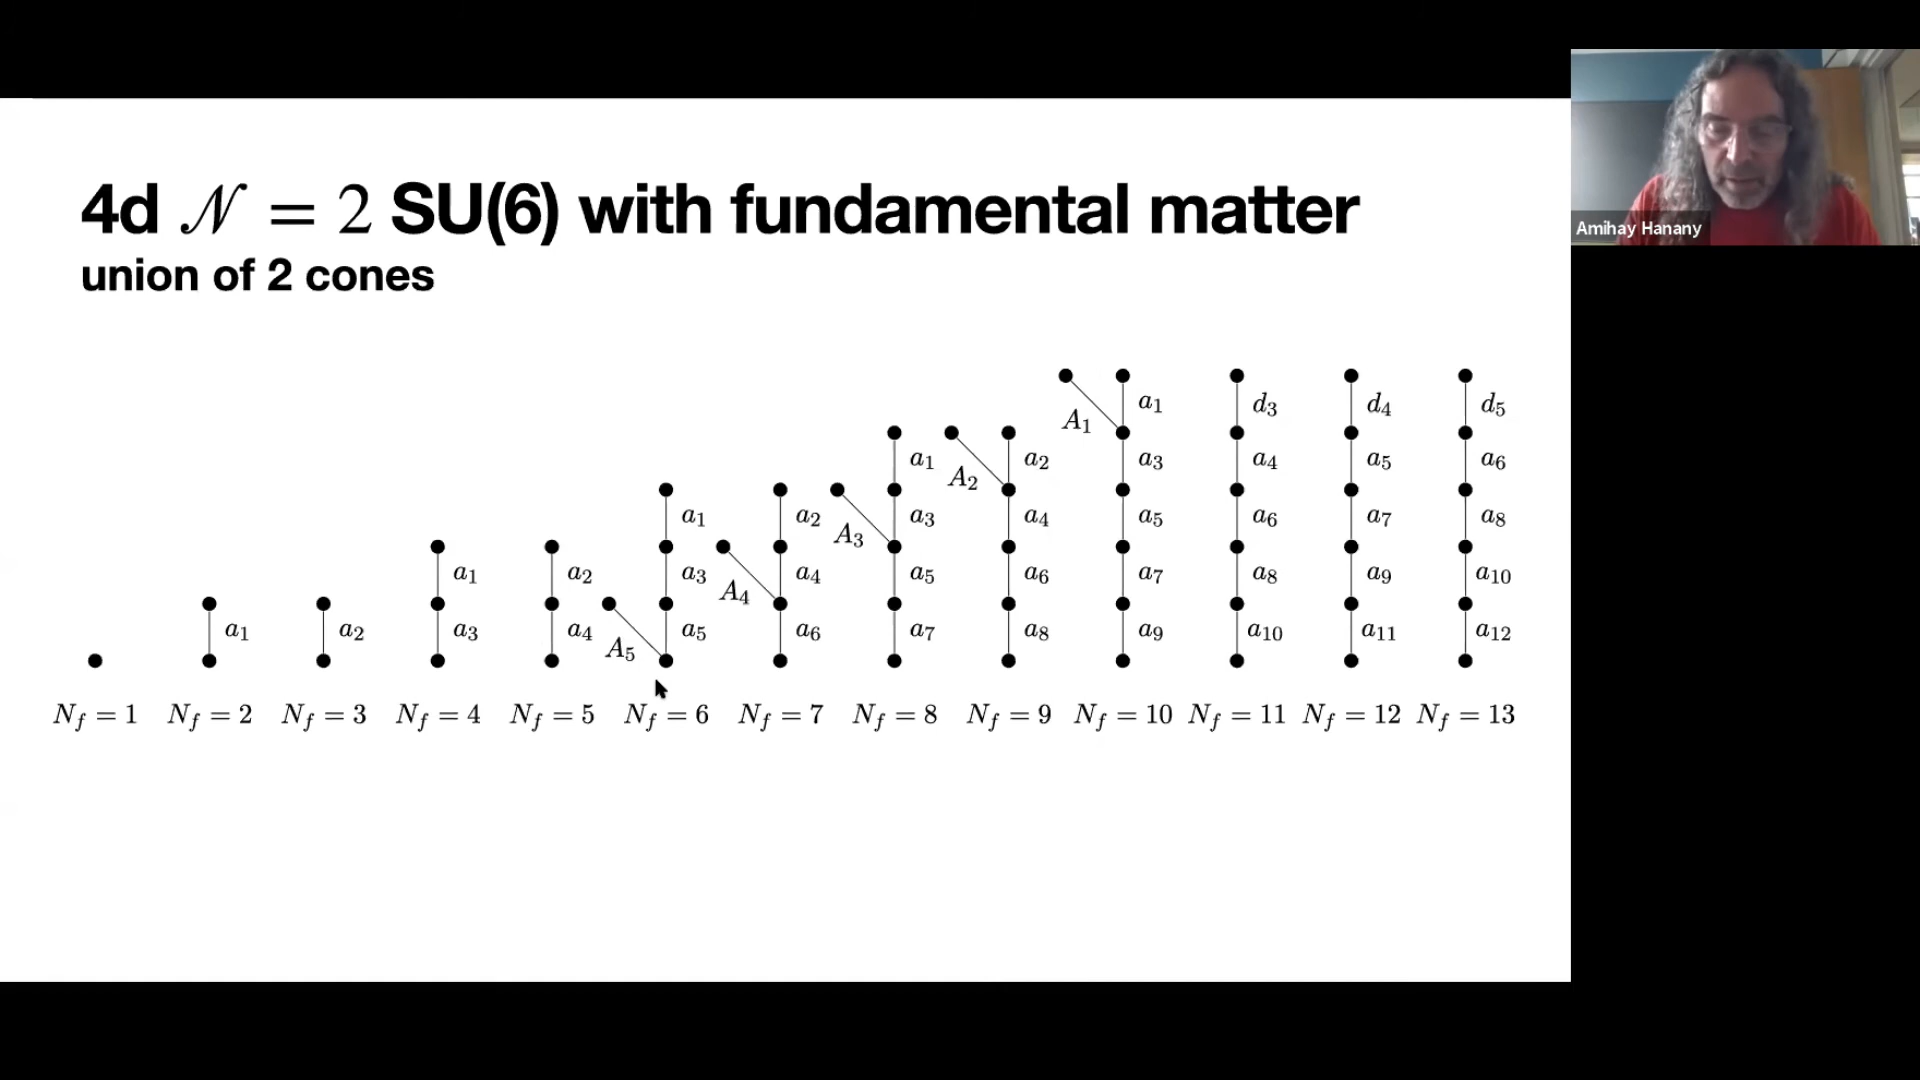 4d 𝒩 = 2 SU(6) with fundamental matter
union of 2 cones
Amihay Hanany
A₁ a₁ d₃ d₄ d₅
a₁ A₂ a₂ a₃ a₄ a₅ a₆
a₁ a₂ A₃ a₃ a₄ a₅ a₆ a₇ a₈
a₁ a₂ a₃ A₄ a₄ a₅ a₆ a₇ a₈ a₉ a₁₀
a₁ a₂ a₃ a₄ A₅ a₅ a₆ a₇ a₈ a₉ a₁₀ a₁₁ a₁₂
N_f = 1 N_f = 2 N_f = 3 N_f = 4 N_f = 5 N_f = 6 N_f = 7 N_f = 8 N_f = 9 N_f = 10 N_f = 11 N_f = 12 N_f = 13